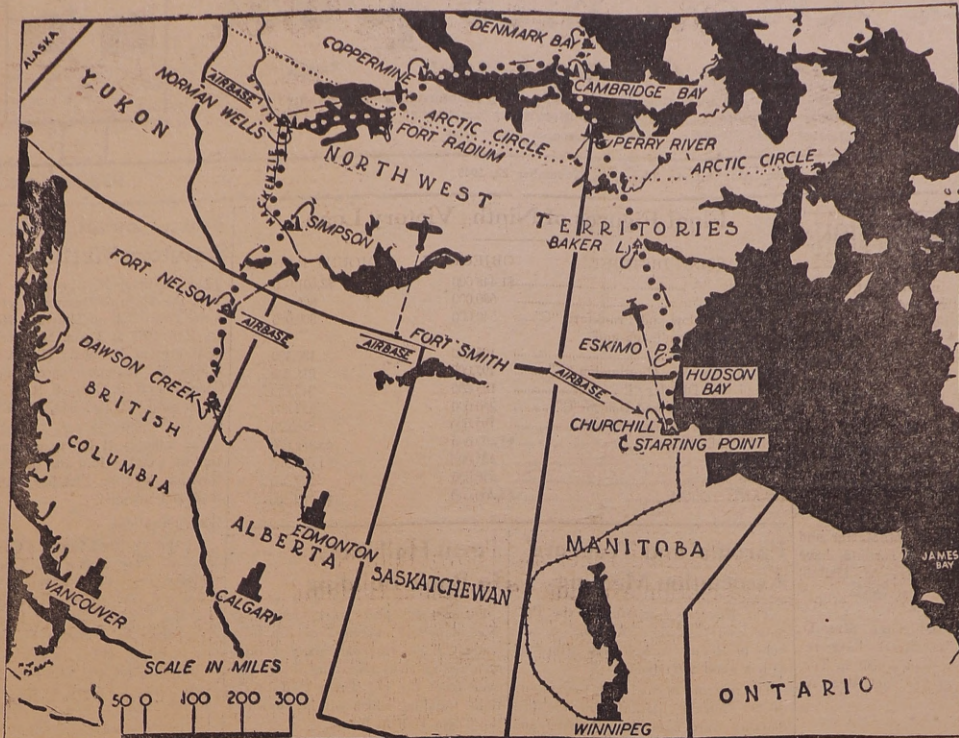 ALASKA
YUKON
AIRBASE
NORMAN WELLS
COPPERMINE
DENMARK BAY
CAMBRIDGE BAY
FORT RADIUM
ARCTIC CIRCLE
PERRY RIVER
ARCTIC CIRCLE
NORTHWEST
TERRITORIES
MACKENZIE
SIMPSON
BAKER L.
FORT. NELSON
AIRBASE
AIRBASE
FORT SMITH
AIRBASE
ESKIMO P.
HUDSON
BAY
CHURCHILL
STARTING POINT
DAWSON CREEK
BRITISH
COLUMBIA
EDMONTON
ALBERTA
SASKATCHEWAN
MANITOBA
JAMES
BAY
VANCOUVER
CALGARY
SCALE IN MILES
50 0 100 200 300
WINNIPEG
ONTARIO